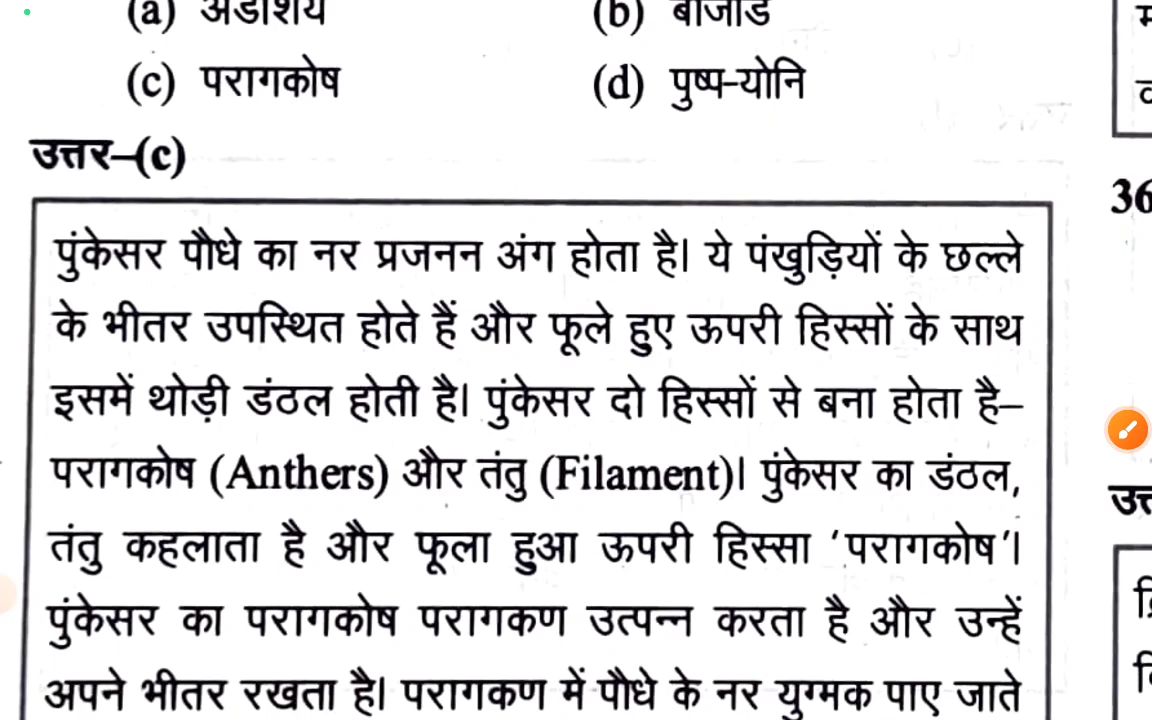 (a) अंडाशय (b) बीजांड
(c) परागकोष (d) पुष्प-योनि
उत्तर–(c)
पुंकेसर पौधे का नर प्रजनन अंग होता है। ये पंखुड़ियों के छल्ले
के भीतर उपस्थित होते हैं और फूले हुए ऊपरी हिस्सों के साथ
इसमें थोड़ी डंठल होती है। पुंकेसर दो हिस्सों से बना होता है–
परागकोष (Anthers) और तंतु (Filament)। पुंकेसर का डंठल,
तंतु कहलाता है और फूला हुआ ऊपरी हिस्सा ‘परागकोष’।
पुंकेसर का परागकोष परागकण उत्पन्न करता है और उन्हें
अपने भीतर रखता है। परागकण में पौधे के नर युग्मक पाए जाते
36